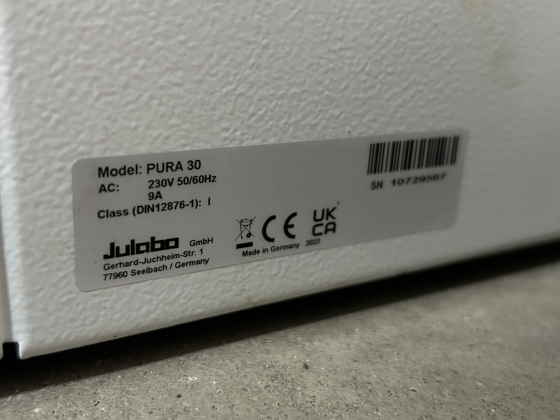 Model: PURA 30
AC: 230V 50/60Hz
9A
Class (DIN12876-1): I
SN 10729587
Julabo GmbH
Gerhard-Juchheim-Str. 1
77960 Seelbach / Germany
CE
UK
CA
Made in Germany 2023